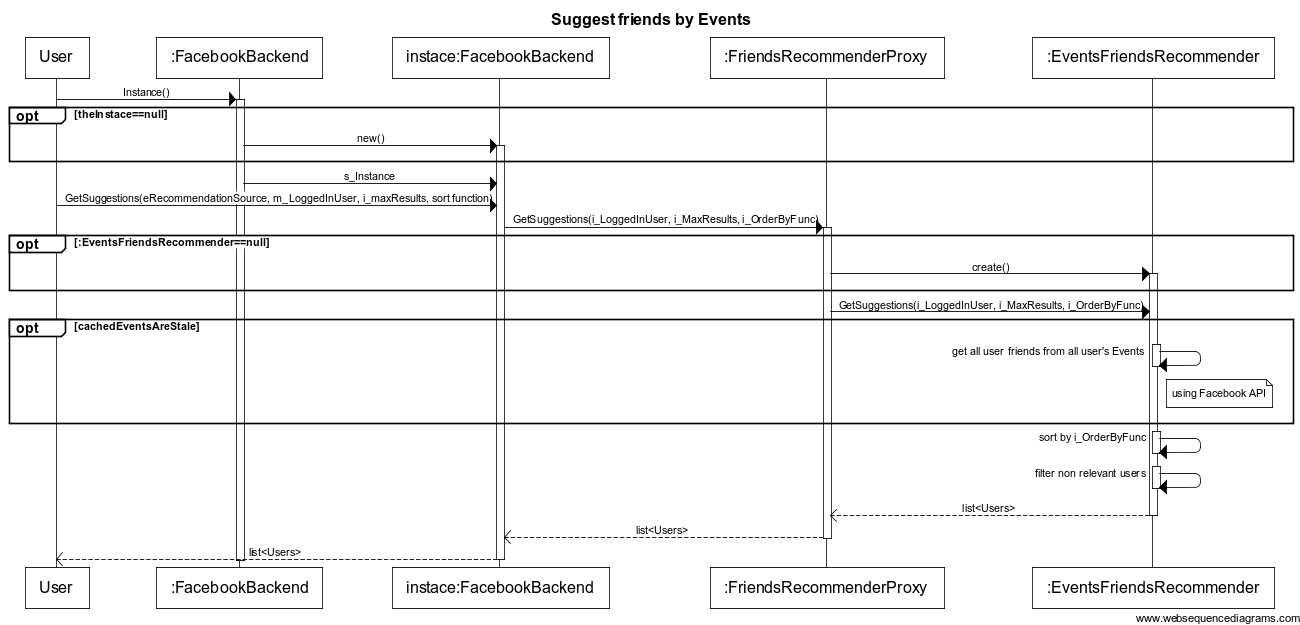 Suggest friends by Events
User
:FacebookBackend
instace:FacebookBackend
:FriendsRecommenderProxy
:EventsFriendsRecommender
Instance()
opt
[theInstace==null]
new()
s_Instance
GetSuggestions(eRecommendationSource, m_LoggedInUser, i_maxResults, sort function)
GetSuggestions(i_LoggedInUser, i_MaxResults, i_OrderByFunc)
opt
[:EventsFriendsRecommender==null]
create()
GetSuggestions(i_LoggedInUser, i_MaxResults, i_OrderByFunc)
opt
[cachedEventsAreStale]
get all user friends from all user's Events
using Facebook API
sort by i_OrderByFunc
filter non relevant users
list<Users>
list<Users>
list<Users>
User
:FacebookBackend
instace:FacebookBackend
:FriendsRecommenderProxy
:EventsFriendsRecommender
www.websequencediagrams.com